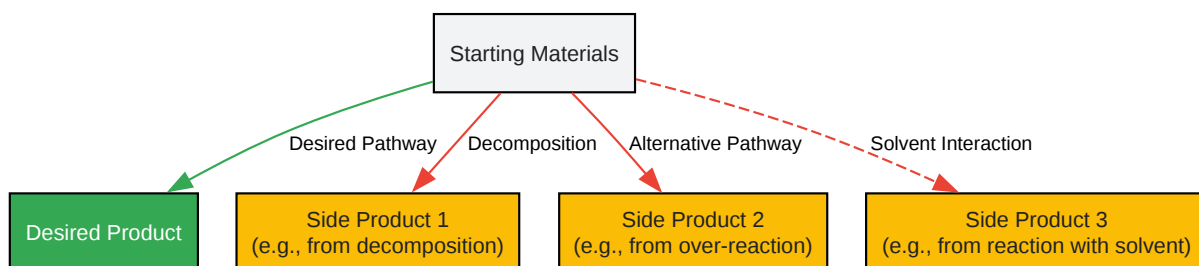 Starting Materials
Desired Pathway
Decomposition
Alternative Pathway
Solvent Interaction
Desired Product
Side Product 1
(e.g., from decomposition)
Side Product 2
(e.g., from over-reaction)
Side Product 3
(e.g., from reaction with solvent)